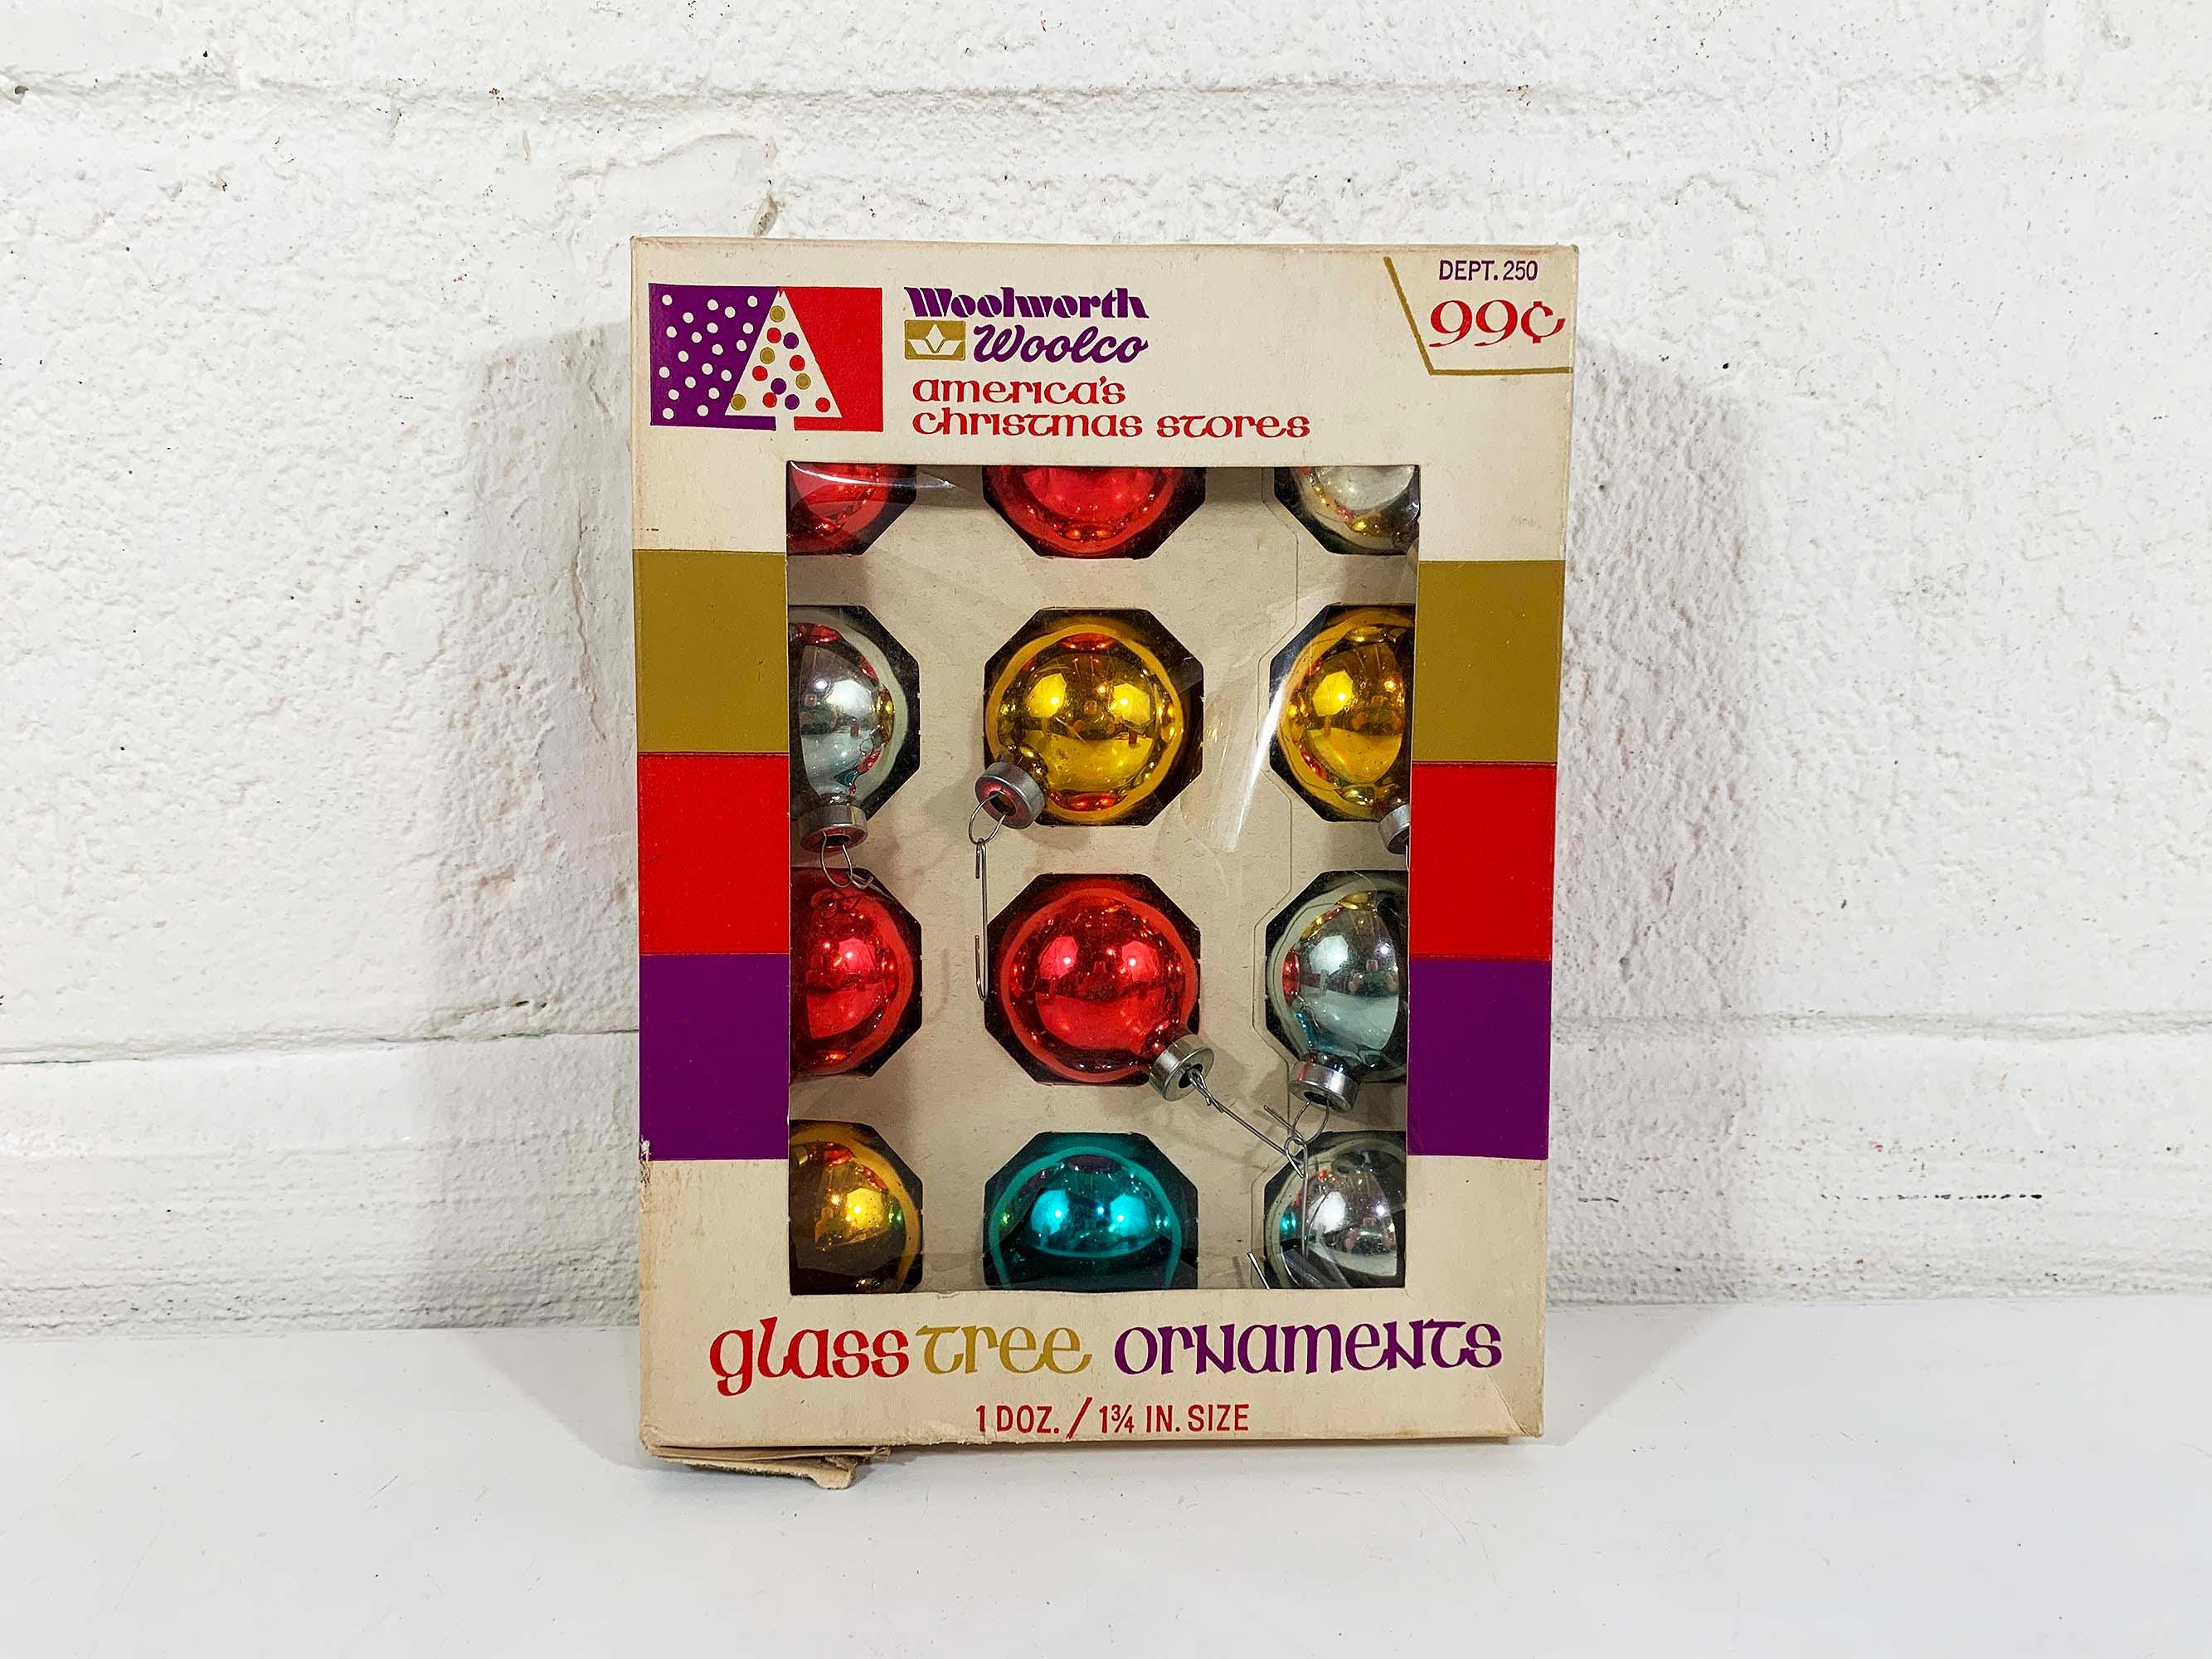 DEPT. 250
99¢
Woolworth
Woolco
america's
christmas stores
glass tree ornaments
1 DOZ. / 1¾ IN. SIZE